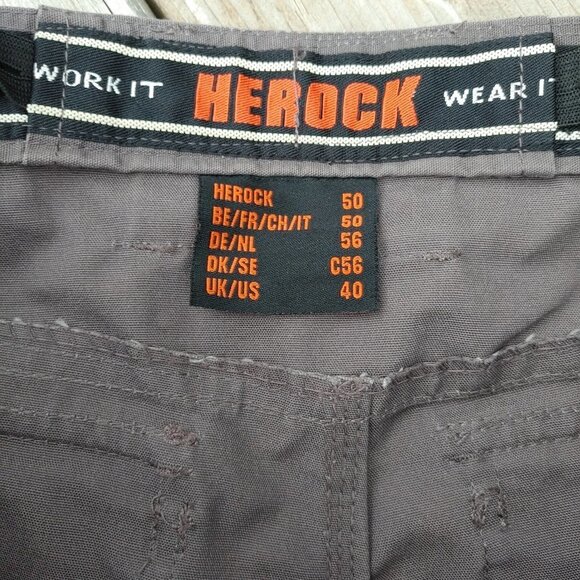 WORK IT HEROCK WEAR IT
HEROCK 50
BE/FR/CH/IT 50
DE/NL 56
DK/SE C56
UK/US 40